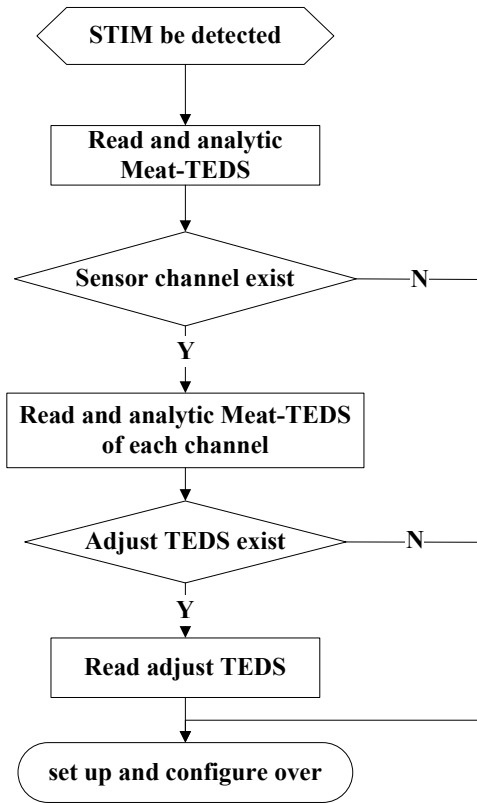 STIM be detected
Read and analytic
Meat-TEDS
Sensor channel exist
N
Y
Read and analytic Meat-TEDS
of each channel
Adjust TEDS exist
N
Y
Read adjust TEDS
set up and configure over